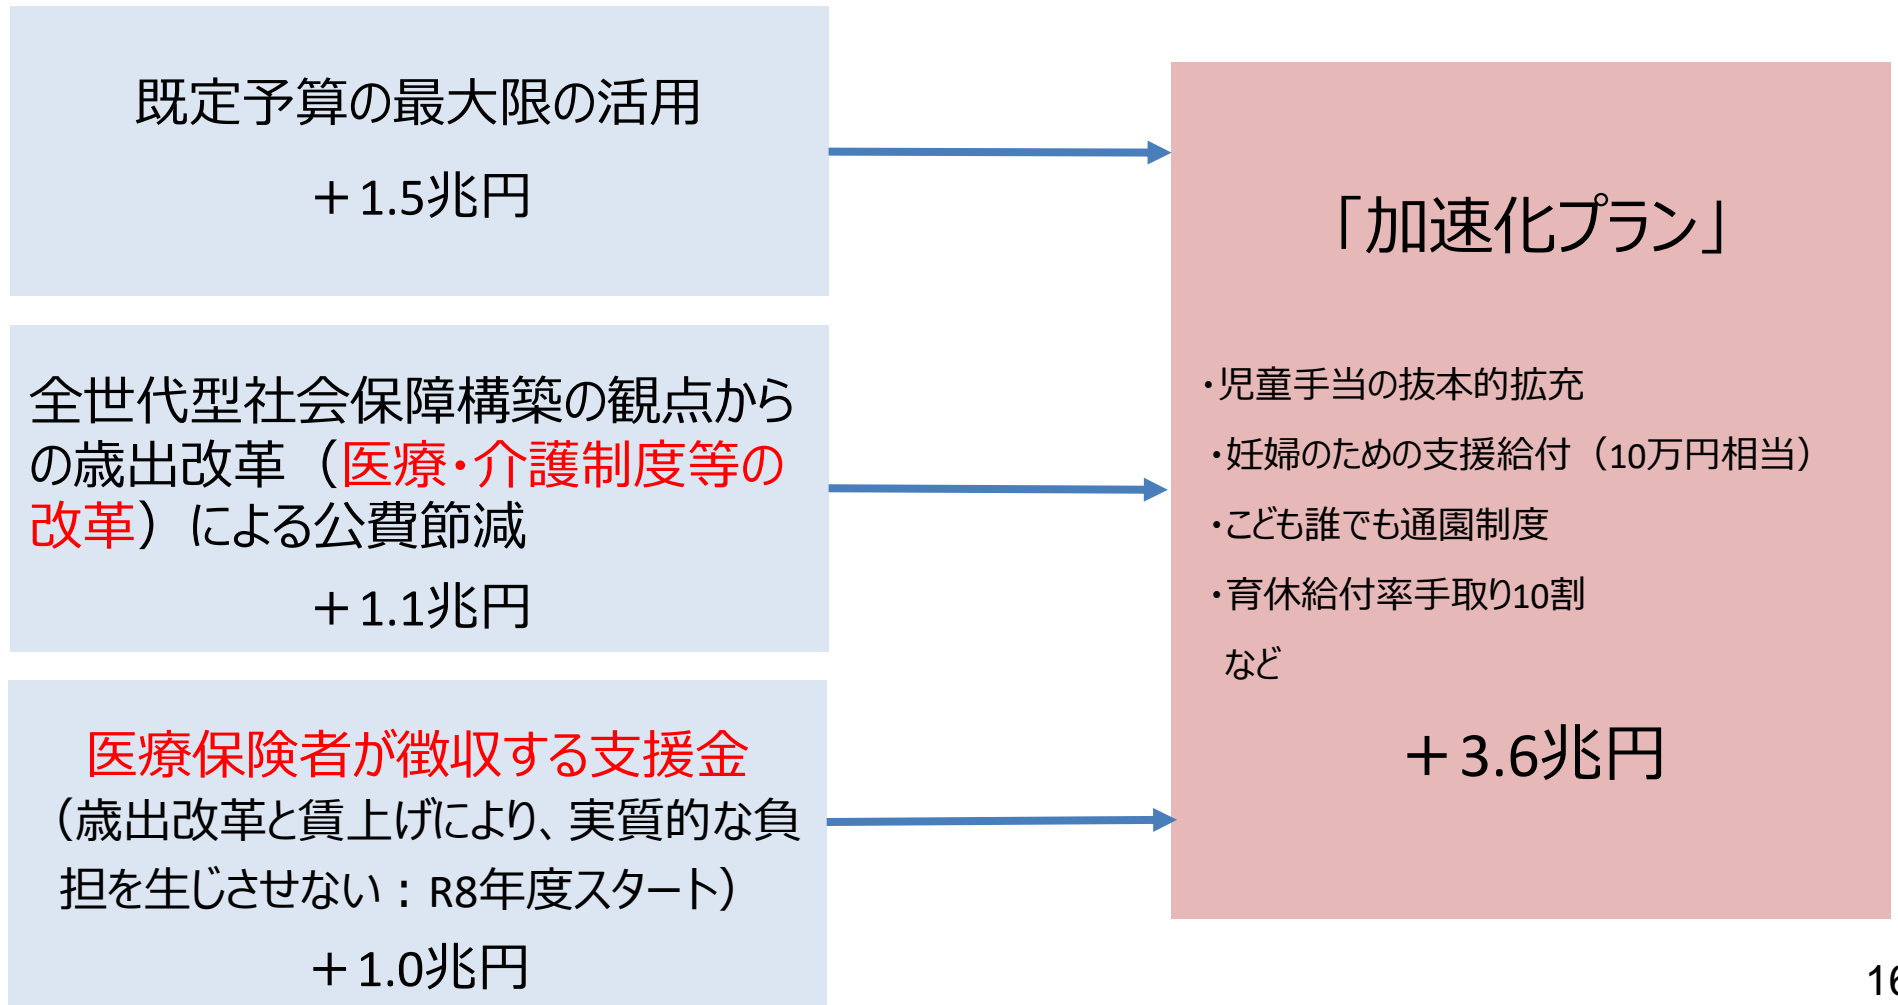 既定予算の最大限の活用
＋1.5兆円
全世代型社会保障構築の観点から
の歳出改革（医療・介護制度等の
改革）による公費節減
＋1.1兆円
医療保険者が徴収する支援金
（歳出改革と賃上げにより、実質的な負
担を生じさせない：R8年度スタート）
＋1.0兆円
「加速化プラン」
・児童手当の抜本的拡充
・妊婦のための支援給付（10万円相当）
・こども誰でも通園制度
・育休給付率手取り10割
など
＋3.6兆円
16